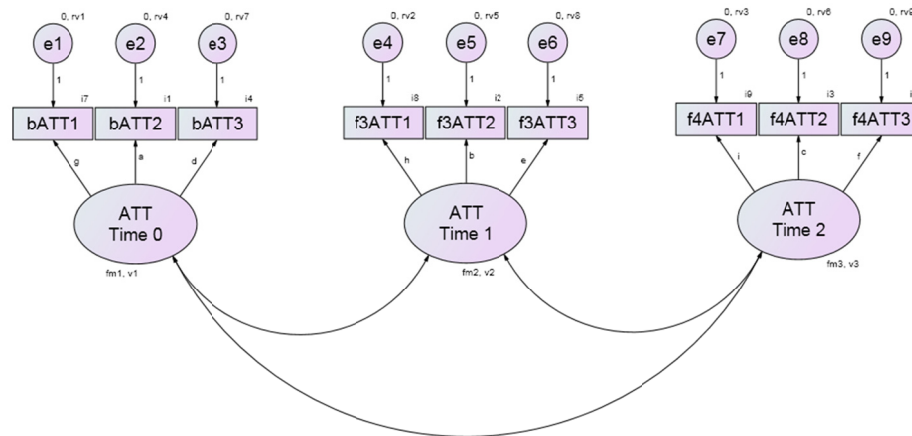 0, rv1
0, rv4
0, rv7
0, rv2
0, rv5
0, rv8
0, rv3
0, rv6
0, rv9
e1
e2
e3
e4
e5
e6
e7
e8
e9
1
1
1
1
1
1
1
1
1
i7
i1
i4
i8
i2
i5
i9
i3
bATT1
bATT2
bATT3
f3ATT1
f3ATT2
f3ATT3
f4ATT1
f4ATT2
f4ATT3
g
a
d
h
b
e
i
c
f
ATT
Time 0
ATT
Time 1
ATT
Time 2
fm1, v1
fm2, v2
fm3, v3